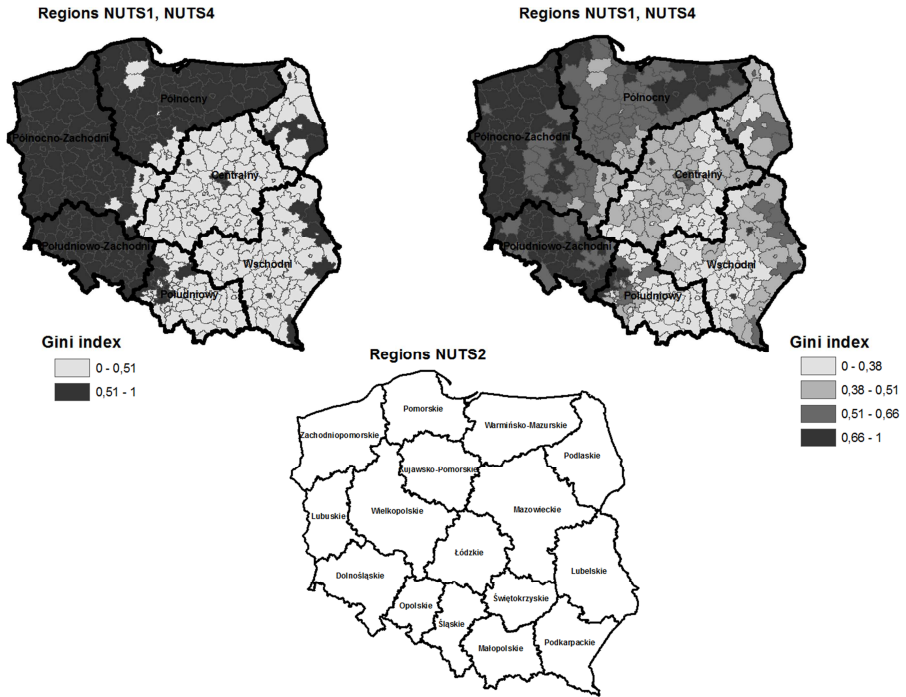 Regions NUTS1, NUTS4
Północny
Północno-Zachodni
Centralny
Południowo-Zachodni
Wschodni
Południowy
Gini index
0 - 0,51
0,51 - 1
Regions NUTS1, NUTS4
Północny
Północno-Zachodni
Centralny
Południowo-Zachodni
Wschodni
Południowy
Gini index
0 - 0,38
0,38 - 0,51
0,51 - 0,66
0,66 - 1
Regions NUTS2
Pomorskie
Warmińsko-Mazurskie
Zachodniopomorskie
Podlaskie
Kujawsko-Pomorskie
Wielkopolskie
Mazowieckie
Lubuskie
Łódzkie
Lubelskie
Dolnośląskie
Świętokrzyskie
Opolskie
Śląskie
Podkarpackie
Małopolskie